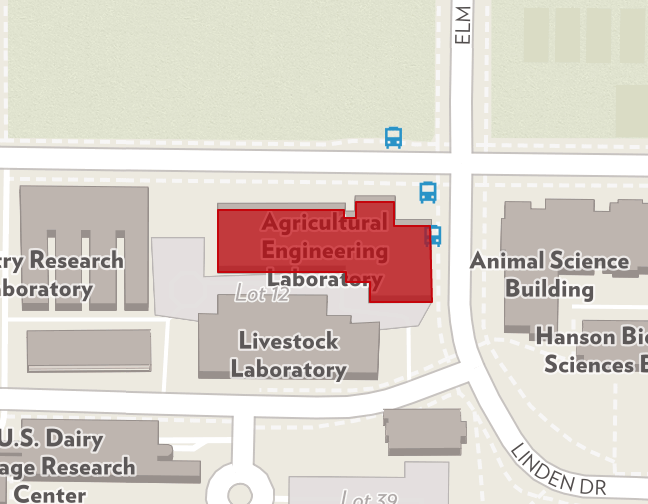 ELM
Agricultural
Engineering
Laboratory
Lot 12
try Research
aboratory
Animal Science
Building
Livestock
Laboratory
Hanson Bio
Sciences B
U.S. Dairy
age Research
Center
LINDEN DR
Lot 39